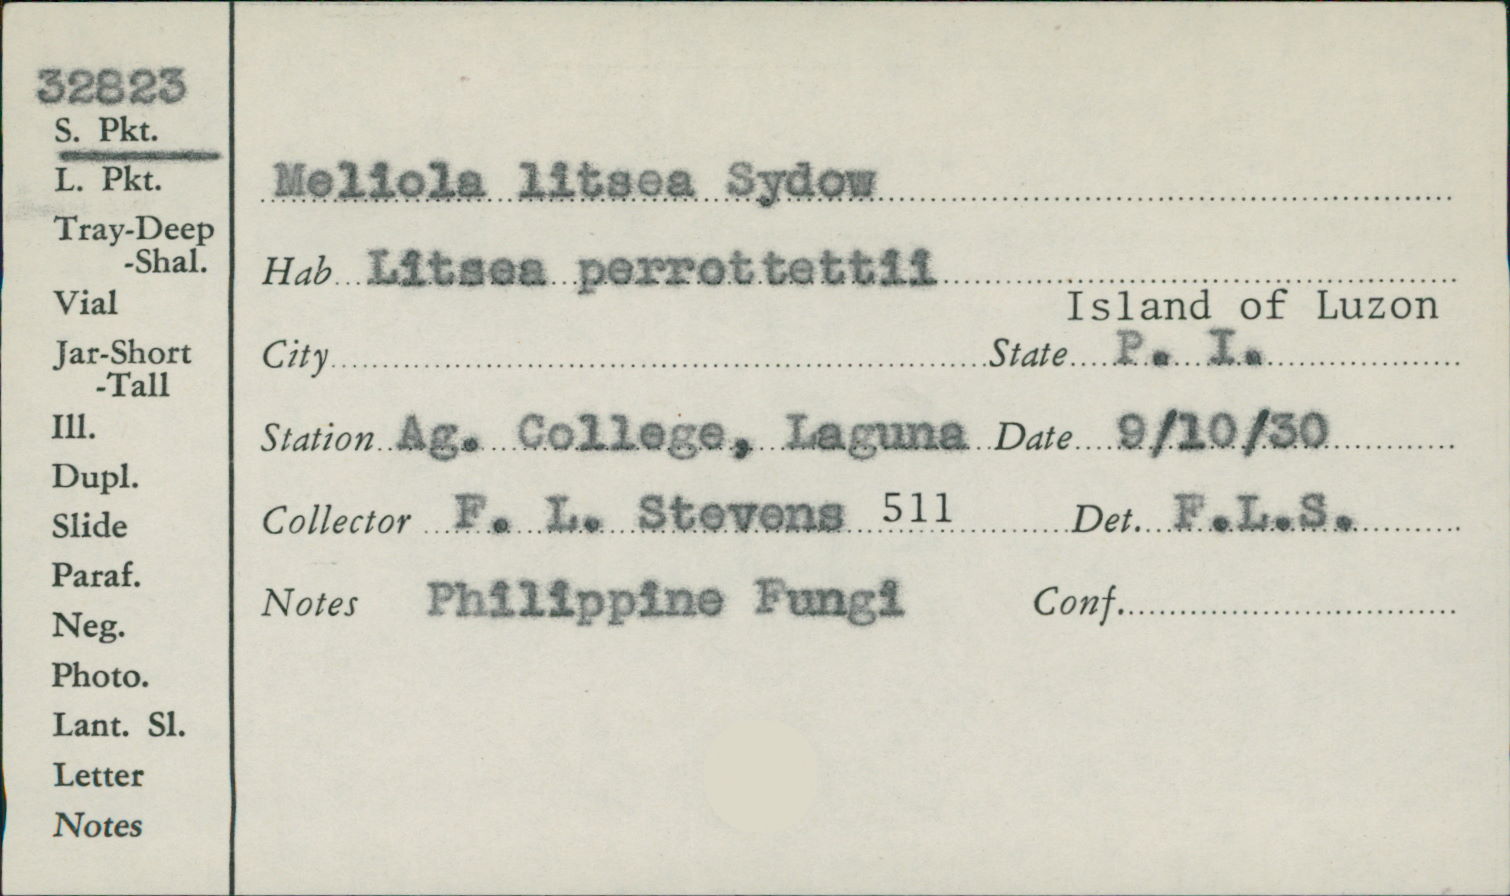 32823
S. Pkt.
L. Pkt.
Tray-Deep
-Shal.
Vial
Jar-Short
-Tall
Ill.
Dupl.
Slide
Paraf.
Neg.
Photo.
Lant. Sl.
Letter
Notes
Meliola litsea Sydow
Hab Litsea perrottettii
Island of Luzon
City State P. I.
Station Ag. College, Laguna Date 9/10/30
Collector F. L. Stevens 511 Det. F.L.S.
Notes Philippine Fungi Conf.